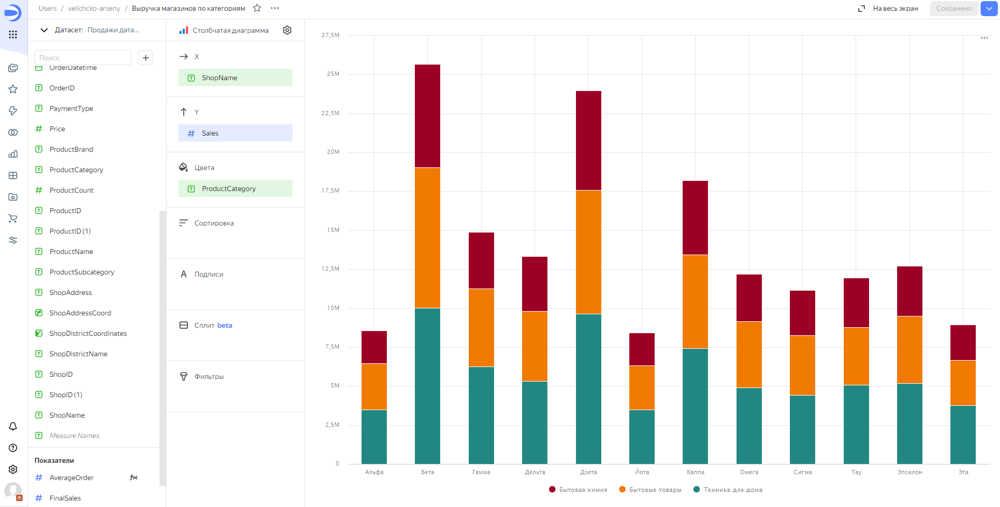 Users / velichcko-arseny / Выручка магазинов по категориям
На весь экран
Сохранено
Датасет: Продажи дата...
Поиск
OrderDatetime
OrderID
PaymentType
Price
ProductBrand
ProductCategory
ProductCount
ProductID
ProductID (1)
ProductName
ProductSubcategory
ShopAddress
ShopAddressCoord
ShopDistrictCoordinates
ShopDistrictName
ShopID
ShopID (1)
ShopName
Measure Names
Показатели
AverageOrder
f(x)
FinalSales
Столбчатая диаграмма
X
ShopName
Y
Sales
Цвета
ProductCategory
Сортировка
Подписи
Сплит beta
Фильтры
27,5M
25M
22,5M
20M
17,5M
15M
12,5M
10M
7,5M
5M
2,5M
0
Альфа Бета Гамма Дельта Дзета Йота Каппа Омега Сигма Тау Эпсилон Эта
Бытовая химия Бытовые товары Техника для дома